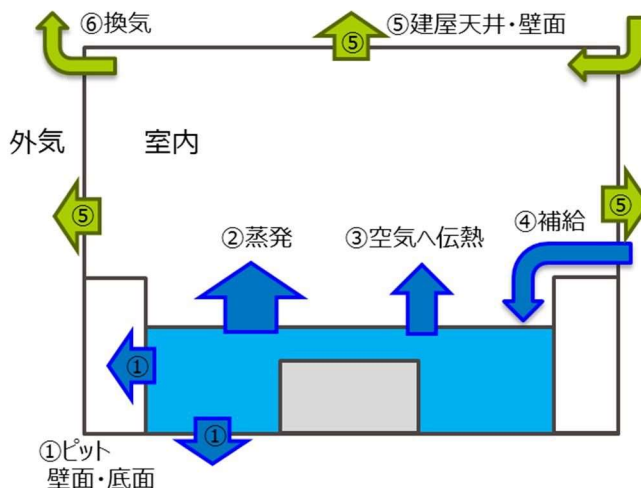 ⑥換気
⑤
⑤建屋天井・壁面
外気
室内
⑤
⑤
②蒸発
③空気へ伝熱
④補給
①
①
①ピット
壁面・底面